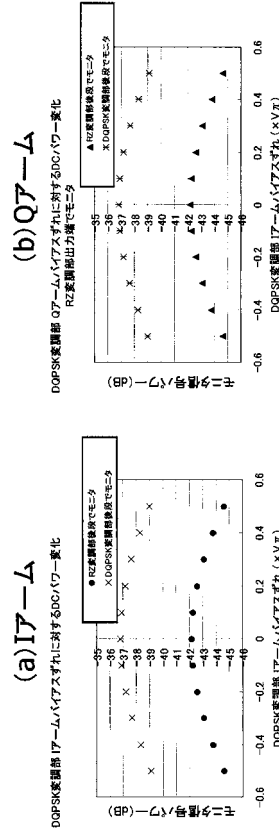 (a)Iアーム
DQPSK変調部 Iアームバイアスずれに対するDCパワー変化
● RZ変調部後段でモニタ
× DQPSK変調部後段でモニタ
モニタ信号パワー(dB)
-35
-36
-37
-38
-39
-40
-41
-42
-43
-44
-45
-46
-0.6
-0.4
-0.2
0
0.2
0.4
0.6
DQPSK変調部 Iアームバイアスずれ(×Vπ)
(b)Qアーム
DQPSK変調部 Qアームバイアスずれに対するDCパワー変化
RZ変調部出力端でモニタ
▲ RZ変調部後段でモニタ
× DQPSK変調部後段でモニタ
モニタ信号パワー(dB)
-35
-36
-37
-38
-39
-40
-41
-42
-43
-44
-45
-46
-0.6
-0.4
-0.2
0
0.2
0.4
0.6
DQPSK変調部 Iアームバイアスずれ(×Vπ)